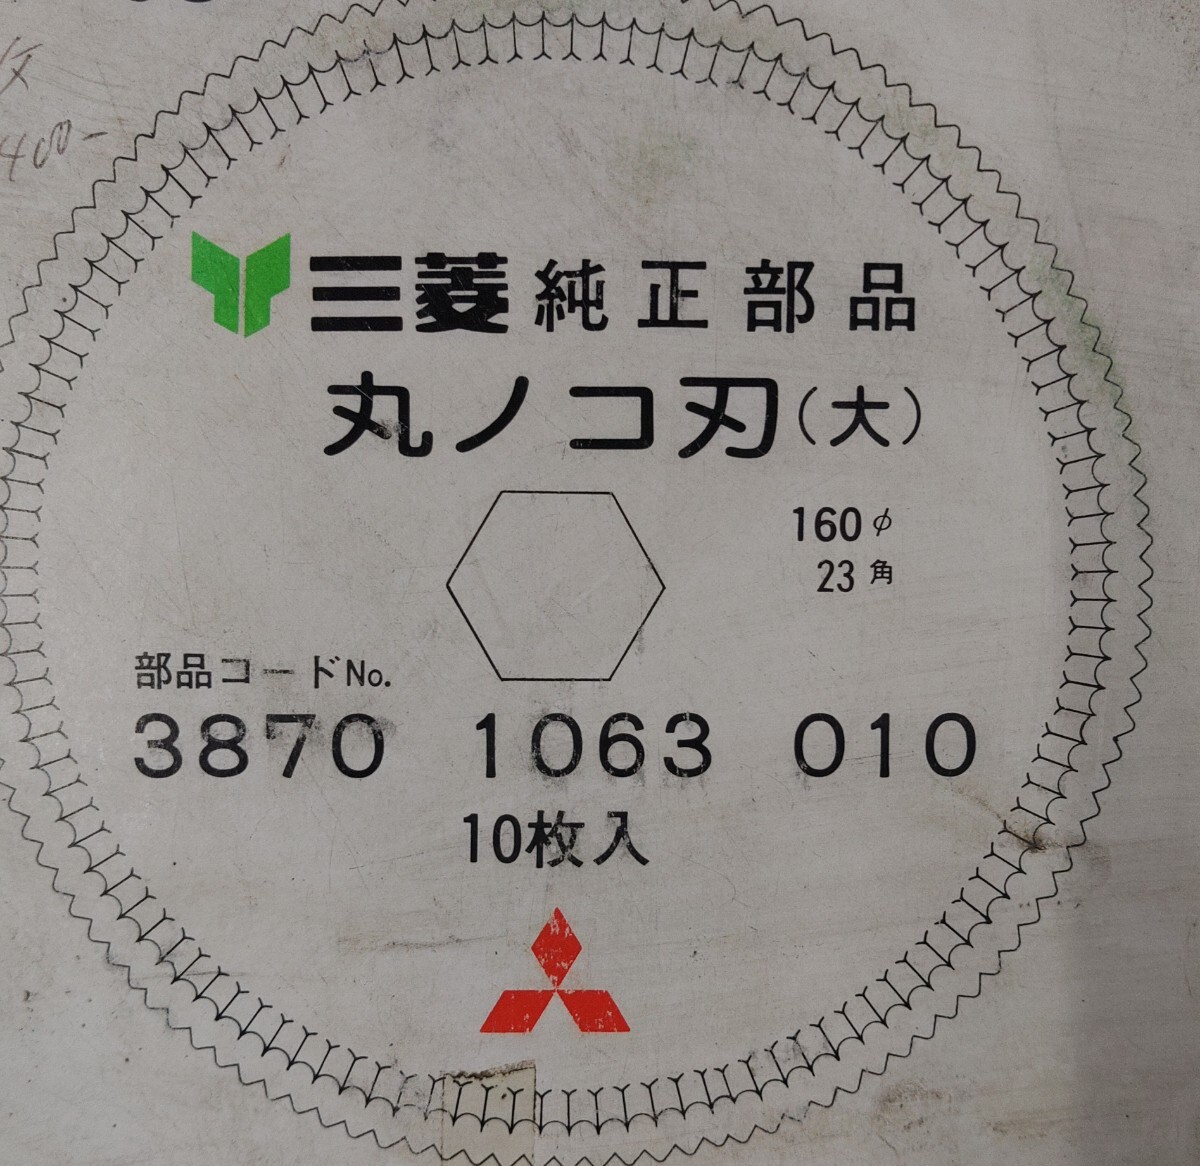 400-
三菱純正部品
丸ノコ刃(大)
160φ
23角
部品コードNo.
3870 1063 010
10枚入